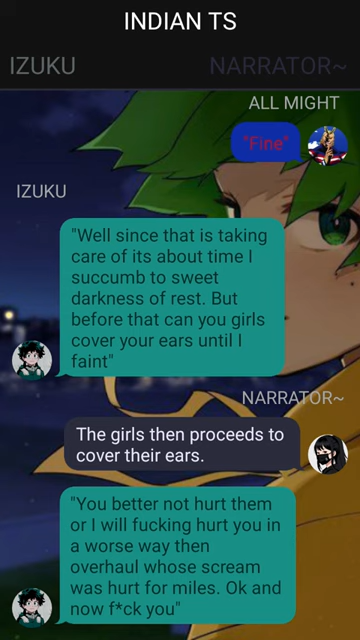 INDIAN TS
IZUKU
NARRATOR~
ALL MIGHT
"Fine"
IZUKU
"Well since that is taking
care of its about time I
succumb to sweet
darkness of rest. But
before that can you girls
cover your ears until I
faint"
NARRATOR~
The girls then proceeds to
cover their ears.
"You better not hurt them
or I will fucking hurt you in
a worse way then
overhaul whose scream
was hurt for miles. Ok and
now f*ck you"